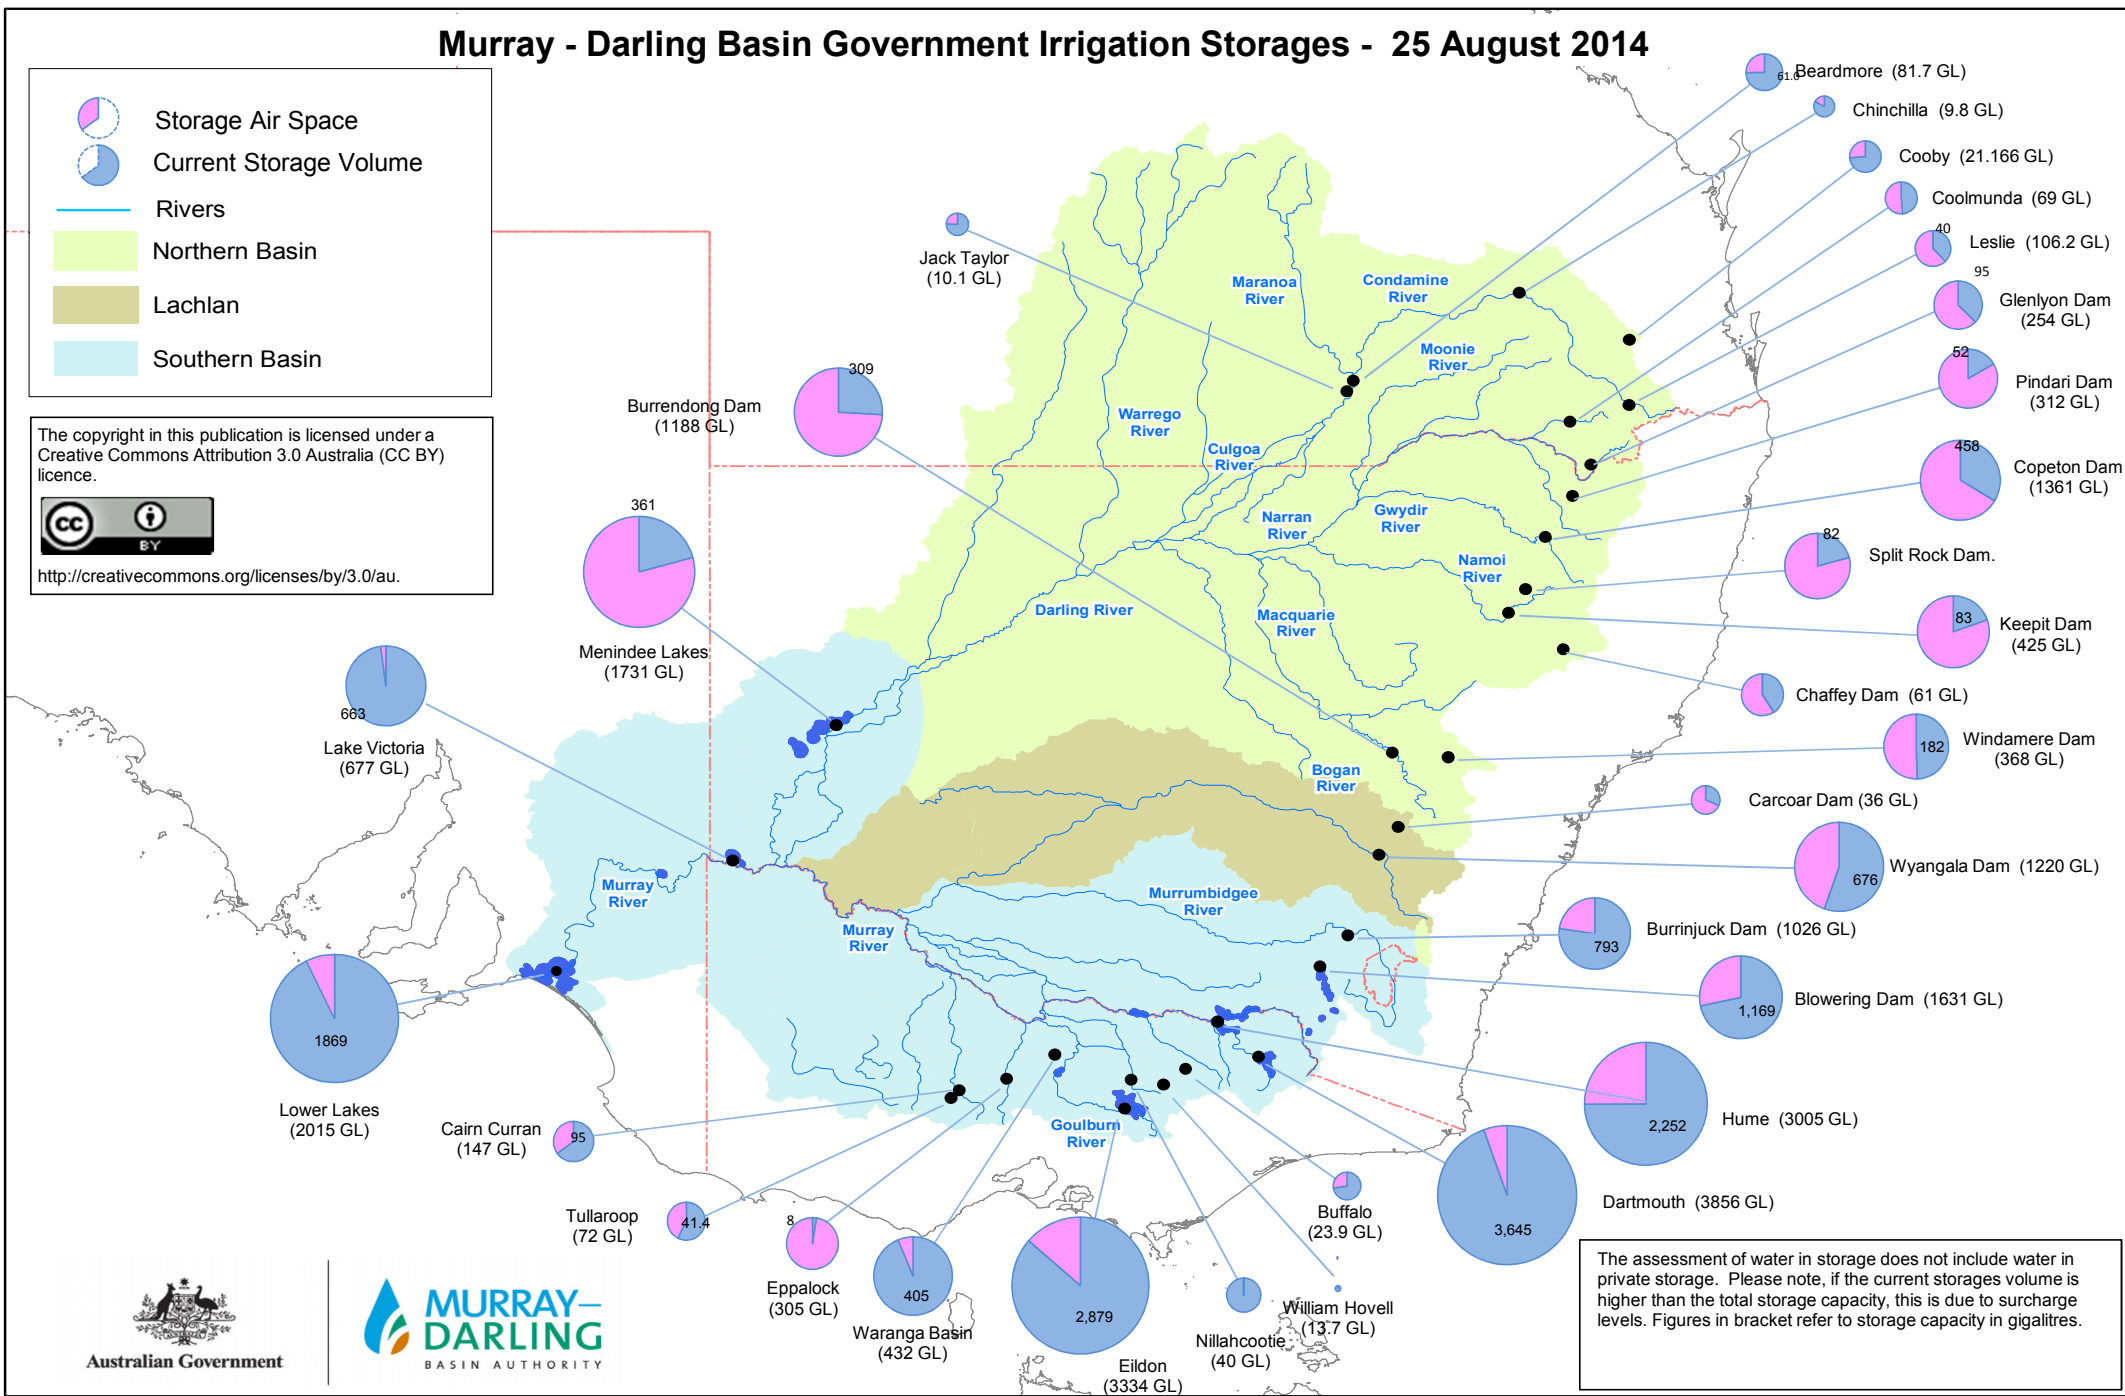 Murray - Darling Basin Government Irrigation Storages - 25 August 2014
Storage Air Space
Current Storage Volume
Rivers
Northern Basin
Lachlan
Southern Basin
The copyright in this publication is licensed under a
Creative Commons Attribution 3.0 Australia (CC BY)
licence.
cc
BY
http://creativecommons.org/licenses/by/3.0/au.
61.0
Beardmore (81.7 GL)
Chinchilla (9.8 GL)
Cooby (21.166 GL)
Coolmunda (69 GL)
40
Leslie (106.2 GL)
95
Glenlyon Dam
(254 GL)
52
Pindari Dam
(312 GL)
458
Copeton Dam
(1361 GL)
82
Split Rock Dam.
83
Keepit Dam
(425 GL)
Chaffey Dam (61 GL)
182
Windamere Dam
(368 GL)
Carcoar Dam (36 GL)
676
Wyangala Dam (1220 GL)
793
Burrinjuck Dam (1026 GL)
1,169
Blowering Dam (1631 GL)
2,252
Hume (3005 GL)
3,645
Dartmouth (3856 GL)
Jack Taylor
(10.1 GL)
309
Burrendong Dam
(1188 GL)
361
Menindee Lakes
(1731 GL)
663
Lake Victoria
(677 GL)
1869
Lower Lakes
(2015 GL)
95
Cairn Curran
(147 GL)
41.4
Tullaroop
(72 GL)
8
Eppalock
(305 GL)
405
Waranga Basin
(432 GL)
2,879
Eildon
(3334 GL)
Nillahcootie
(40 GL)
William Hovell
(13.7 GL)
Buffalo
(23.9 GL)
Maranoa
River
Condamine
River
Moonie
River
Warrego
River
Culgoa
River
Narran
River
Gwydir
River
Namoi
River
Darling River
Macquarie
River
Bogan
River
Murray
River
Murray
River
Murrumbidgee
River
Goulburn
River
Australian Government
MURRAY–
DARLING
BASIN AUTHORITY
The assessment of water in storage does not include water in
private storage. Please note, if the current storages volume is
higher than the total storage capacity, this is due to surcharge
levels. Figures in bracket refer to storage capacity in gigalitres.